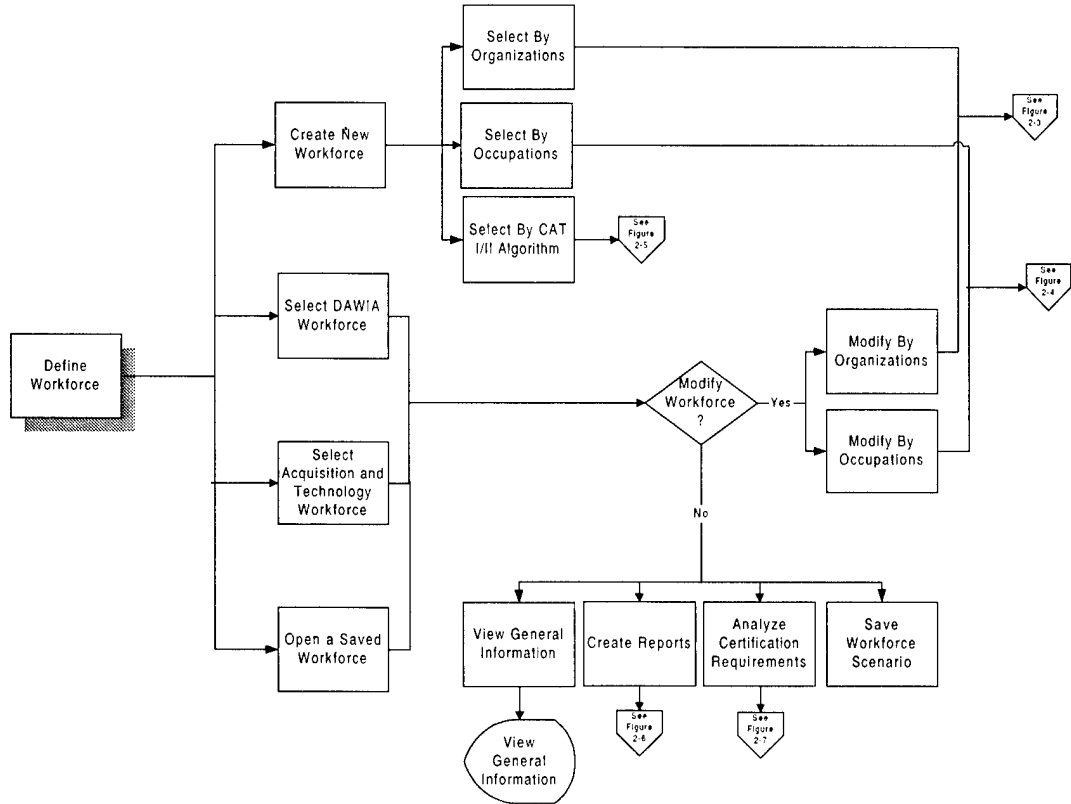 Select By
Organizations
See
Figure
2-3
Create New
Workforce
Select By
Occupations
Select By CAT
I/II Algorithm
See
Figure
2-5
See
Figure
2-4
Select DAWIA
Workforce
Define
Workforce
Modify
Workforce
?
Yes
Modify By
Organizations
Modify By
Occupations
Select
Acquisition and
Technology
Workforce
No
Open a Saved
Workforce
View General
Information
Create Reports
Analyze
Certification
Requirements
Save
Workforce
Scenario
See
Figure
2-6
See
Figure
2-7
View
General
Information